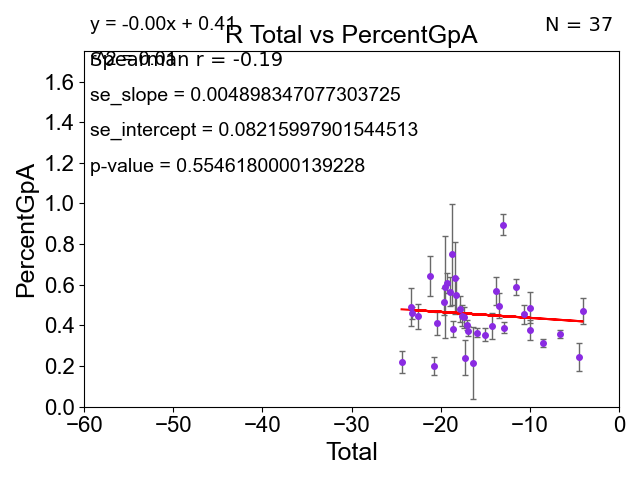 y = -0.00x + 0.41
N = 37
R Total vs PercentGpA
Spearman r = -0.19
se_slope = 0.004898347077303725
se_intercept = 0.08215997901544513
p-value = 0.5546180000139228
PercentGpA
1.6
1.4
1.2
1.0
0.8
0.6
0.4
0.2
0.0
−60
−50
−40
−30
−20
−10
0
Total